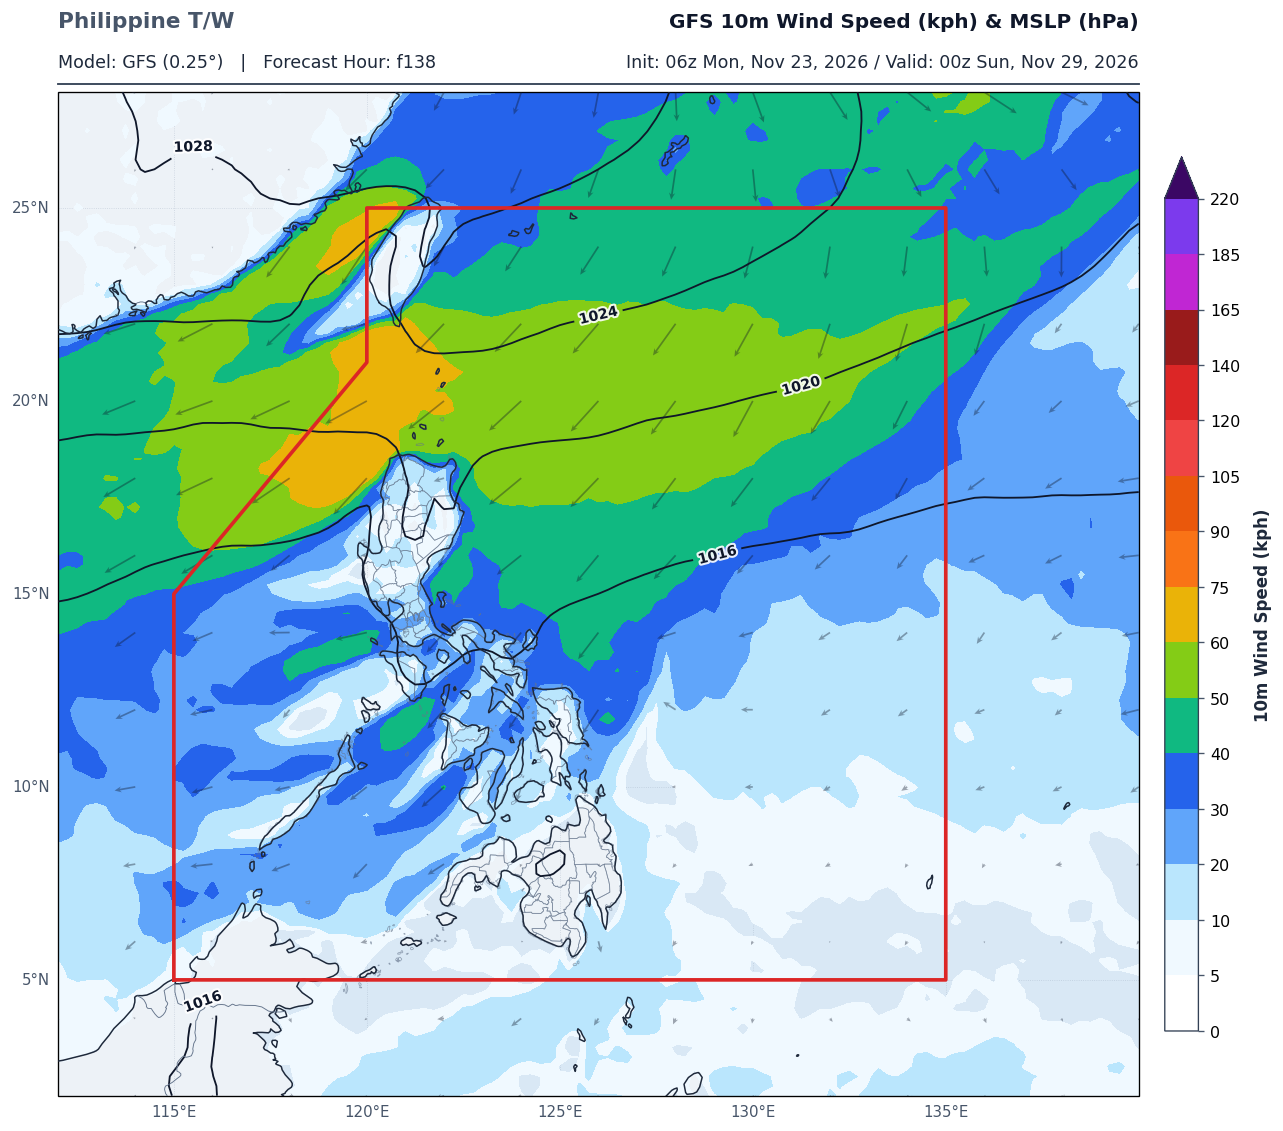 Philippine T/W
GFS 10m Wind Speed (kph) & MSLP (hPa)
Model: GFS (0.25°) | Forecast Hour: f138
Init: 06z Mon, Nov 23, 2026 / Valid: 00z Sun, Nov 29, 2026
1028
1024
1020
1016
1016
25°N
20°N
15°N
10°N
5°N
115°E
120°E
125°E
130°E
135°E
220
185
165
140
120
105
90
75
60
50
40
30
20
10
5
0
10m Wind Speed (kph)